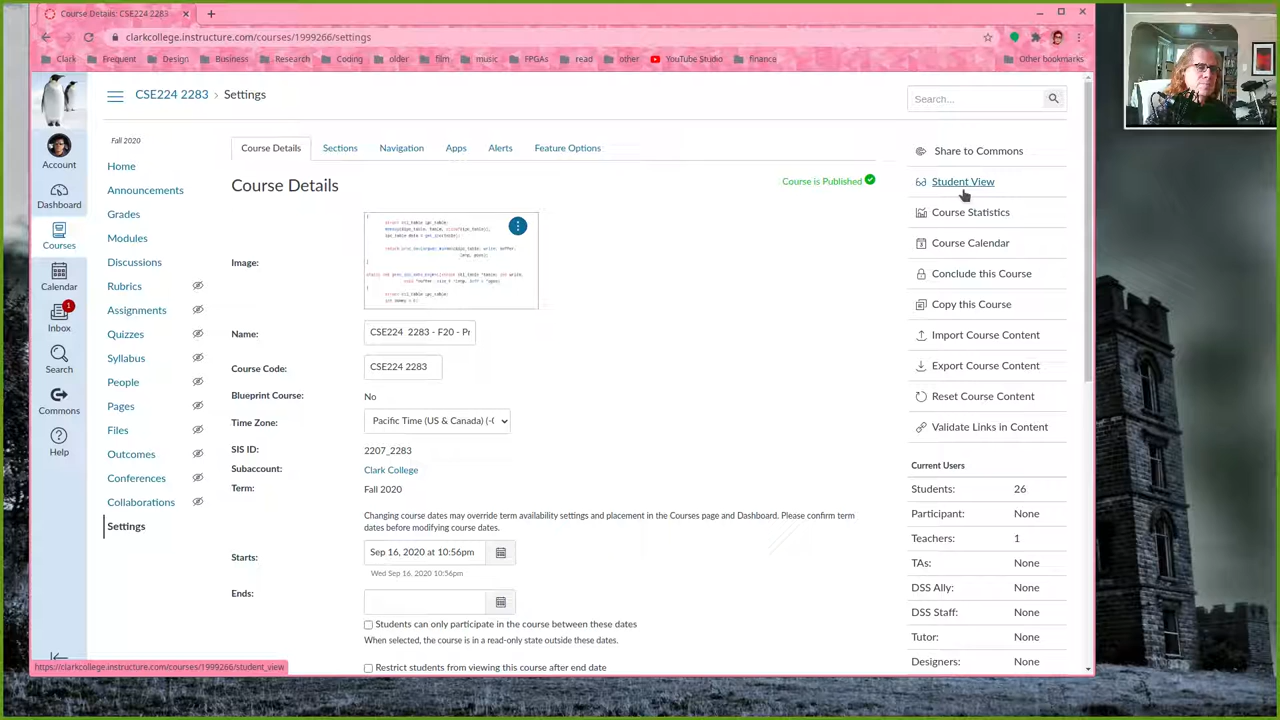 Course Details: CSE224 2283
clarkcollege.instructure.com/courses/1999266/settings
Clark Frequent Design Business Research Coding older film music FPGAs read other YouTube Studio finance Other bookmarks
CSE224 2283 › Settings
Search...
Account
Dashboard
Courses
Calendar
1
Inbox
Search
Commons
Help
Fall 2020
Home
Announcements
Grades
Modules
Discussions
Rubrics
Assignments
Quizzes
Syllabus
People
Pages
Files
Outcomes
Conferences
Collaborations
Settings
Course Details Sections Navigation Apps Alerts Feature Options
Course Details
Course is Published
Image:
Name: CSE224 2283 - F20 - Pr
Course Code: CSE224 2283
Blueprint Course: No
Time Zone: Pacific Time (US & Canada) (-0
SIS ID: 2207_2283
Subaccount: Clark College
Term: Fall 2020
Changing course dates may override term availability settings and placement in the Courses page and Dashboard. Please confirm term
dates before modifying course dates.
Starts: Sep 16, 2020 at 10:56pm
Wed Sep 16, 2020 10:56pm
Ends:
Students can only participate in the course between these dates
When selected, the course is in a read-only state outside these dates.
Restrict students from viewing this course after end date
Share to Commons
Student View
Course Statistics
Course Calendar
Conclude this Course
Copy this Course
Import Course Content
Export Course Content
Reset Course Content
Validate Links in Content
Current Users
Students: 26
Participant: None
Teachers: 1
TAs: None
DSS Ally: None
DSS Staff: None
Tutor: None
Designers: None
https://clarkcollege.instructure.com/courses/1999266/student_view